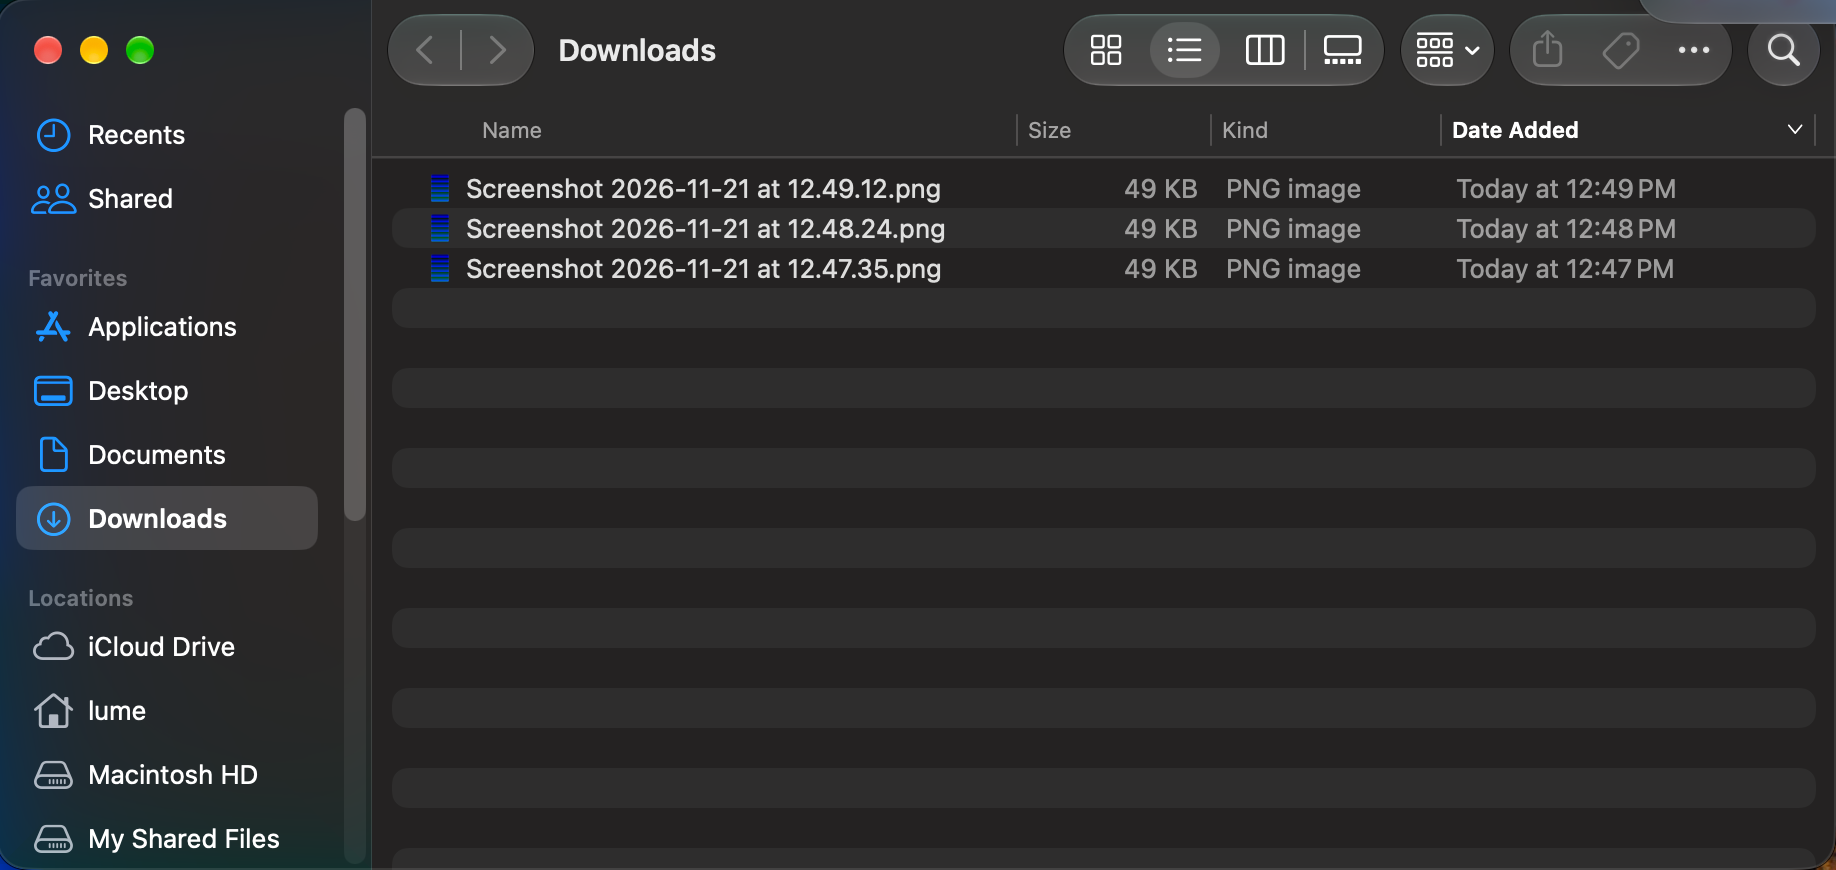 Downloads
Recents
Shared
Favorites
Applications
Desktop
Documents
Downloads
Locations
iCloud Drive
lume
Macintosh HD
My Shared Files
Name Size Kind Date Added
Screenshot 2026-11-21 at 12.49.12.png 49 KB PNG image Today at 12:49 PM
Screenshot 2026-11-21 at 12.48.24.png 49 KB PNG image Today at 12:48 PM
Screenshot 2026-11-21 at 12.47.35.png 49 KB PNG image Today at 12:47 PM